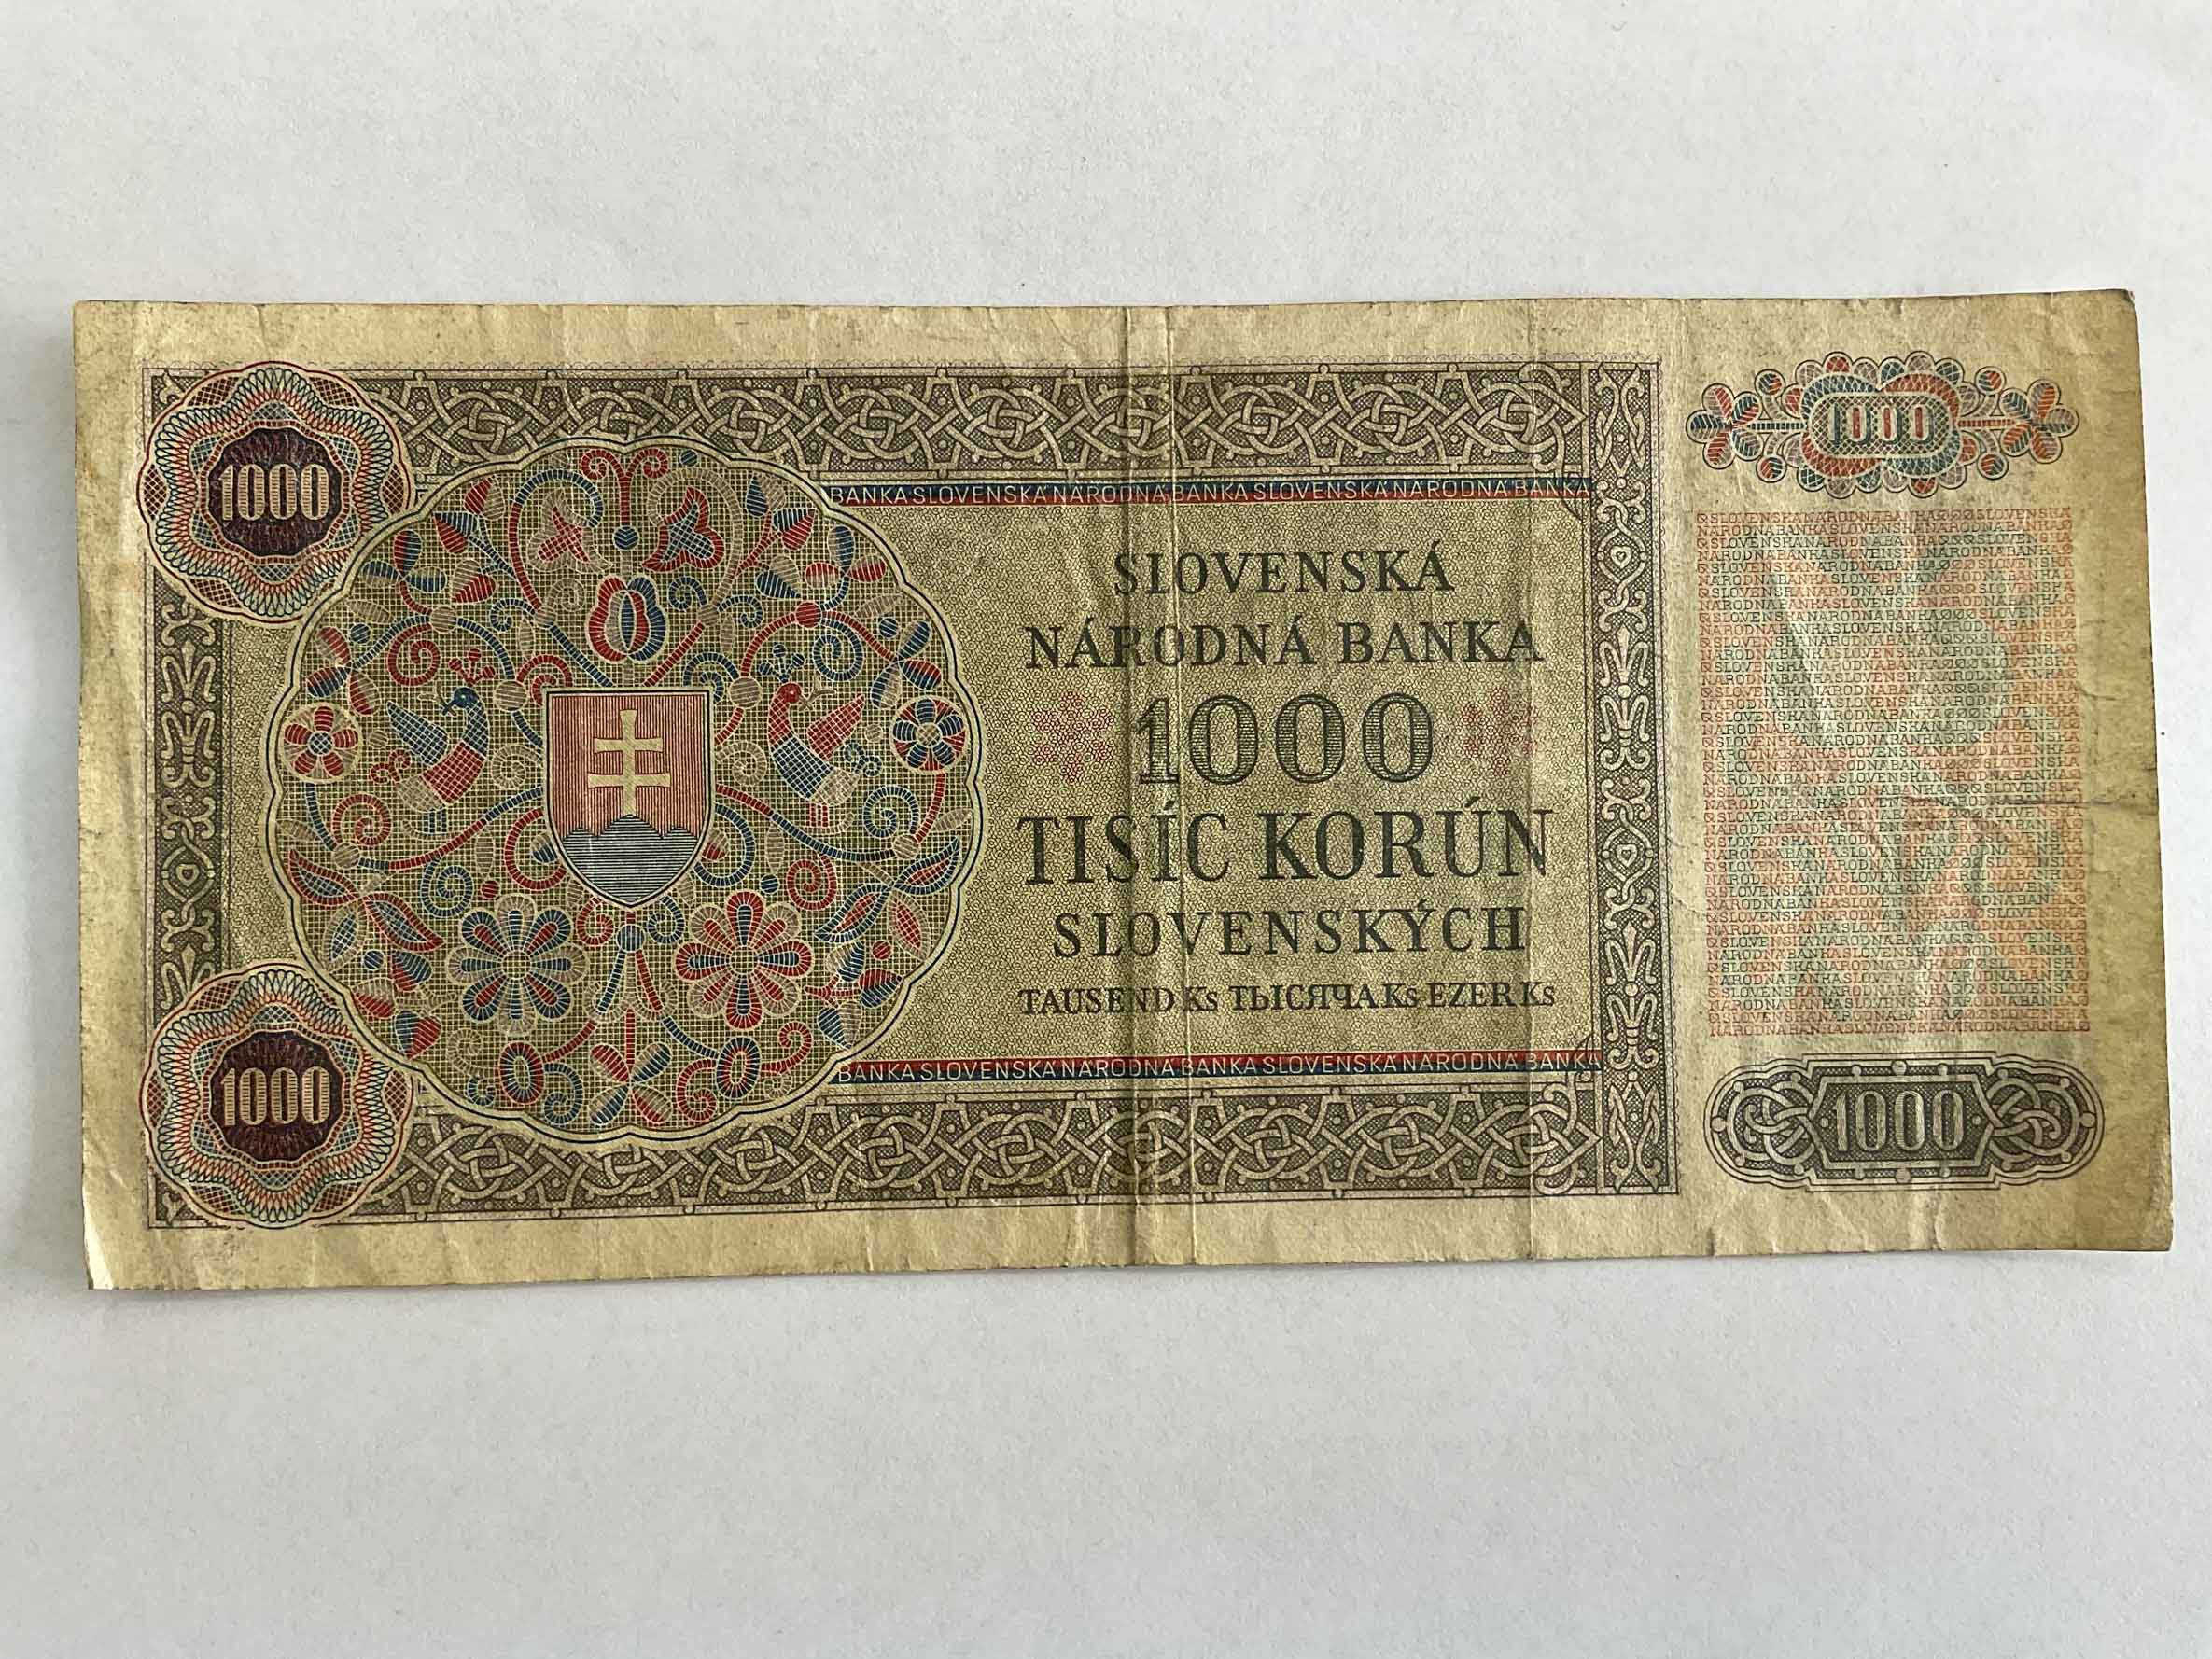 1000
1000
BANKA SLOVENSKÁ NÁRODNÁ BANKA SLOVENSKÁ NÁRODNÁ BANKA
SLOVENSKÁ
NÁRODNÁ BANKA
1000
TISÍC KORÚN
SLOVENSKÝCH
TAUSEND Ks ТЫСЯЧА Ks EZER Ks
BANKA SLOVENSKÁ NÁRODNÁ BANKA SLOVENSKÁ NÁRODNÁ BANKA
1000
1000